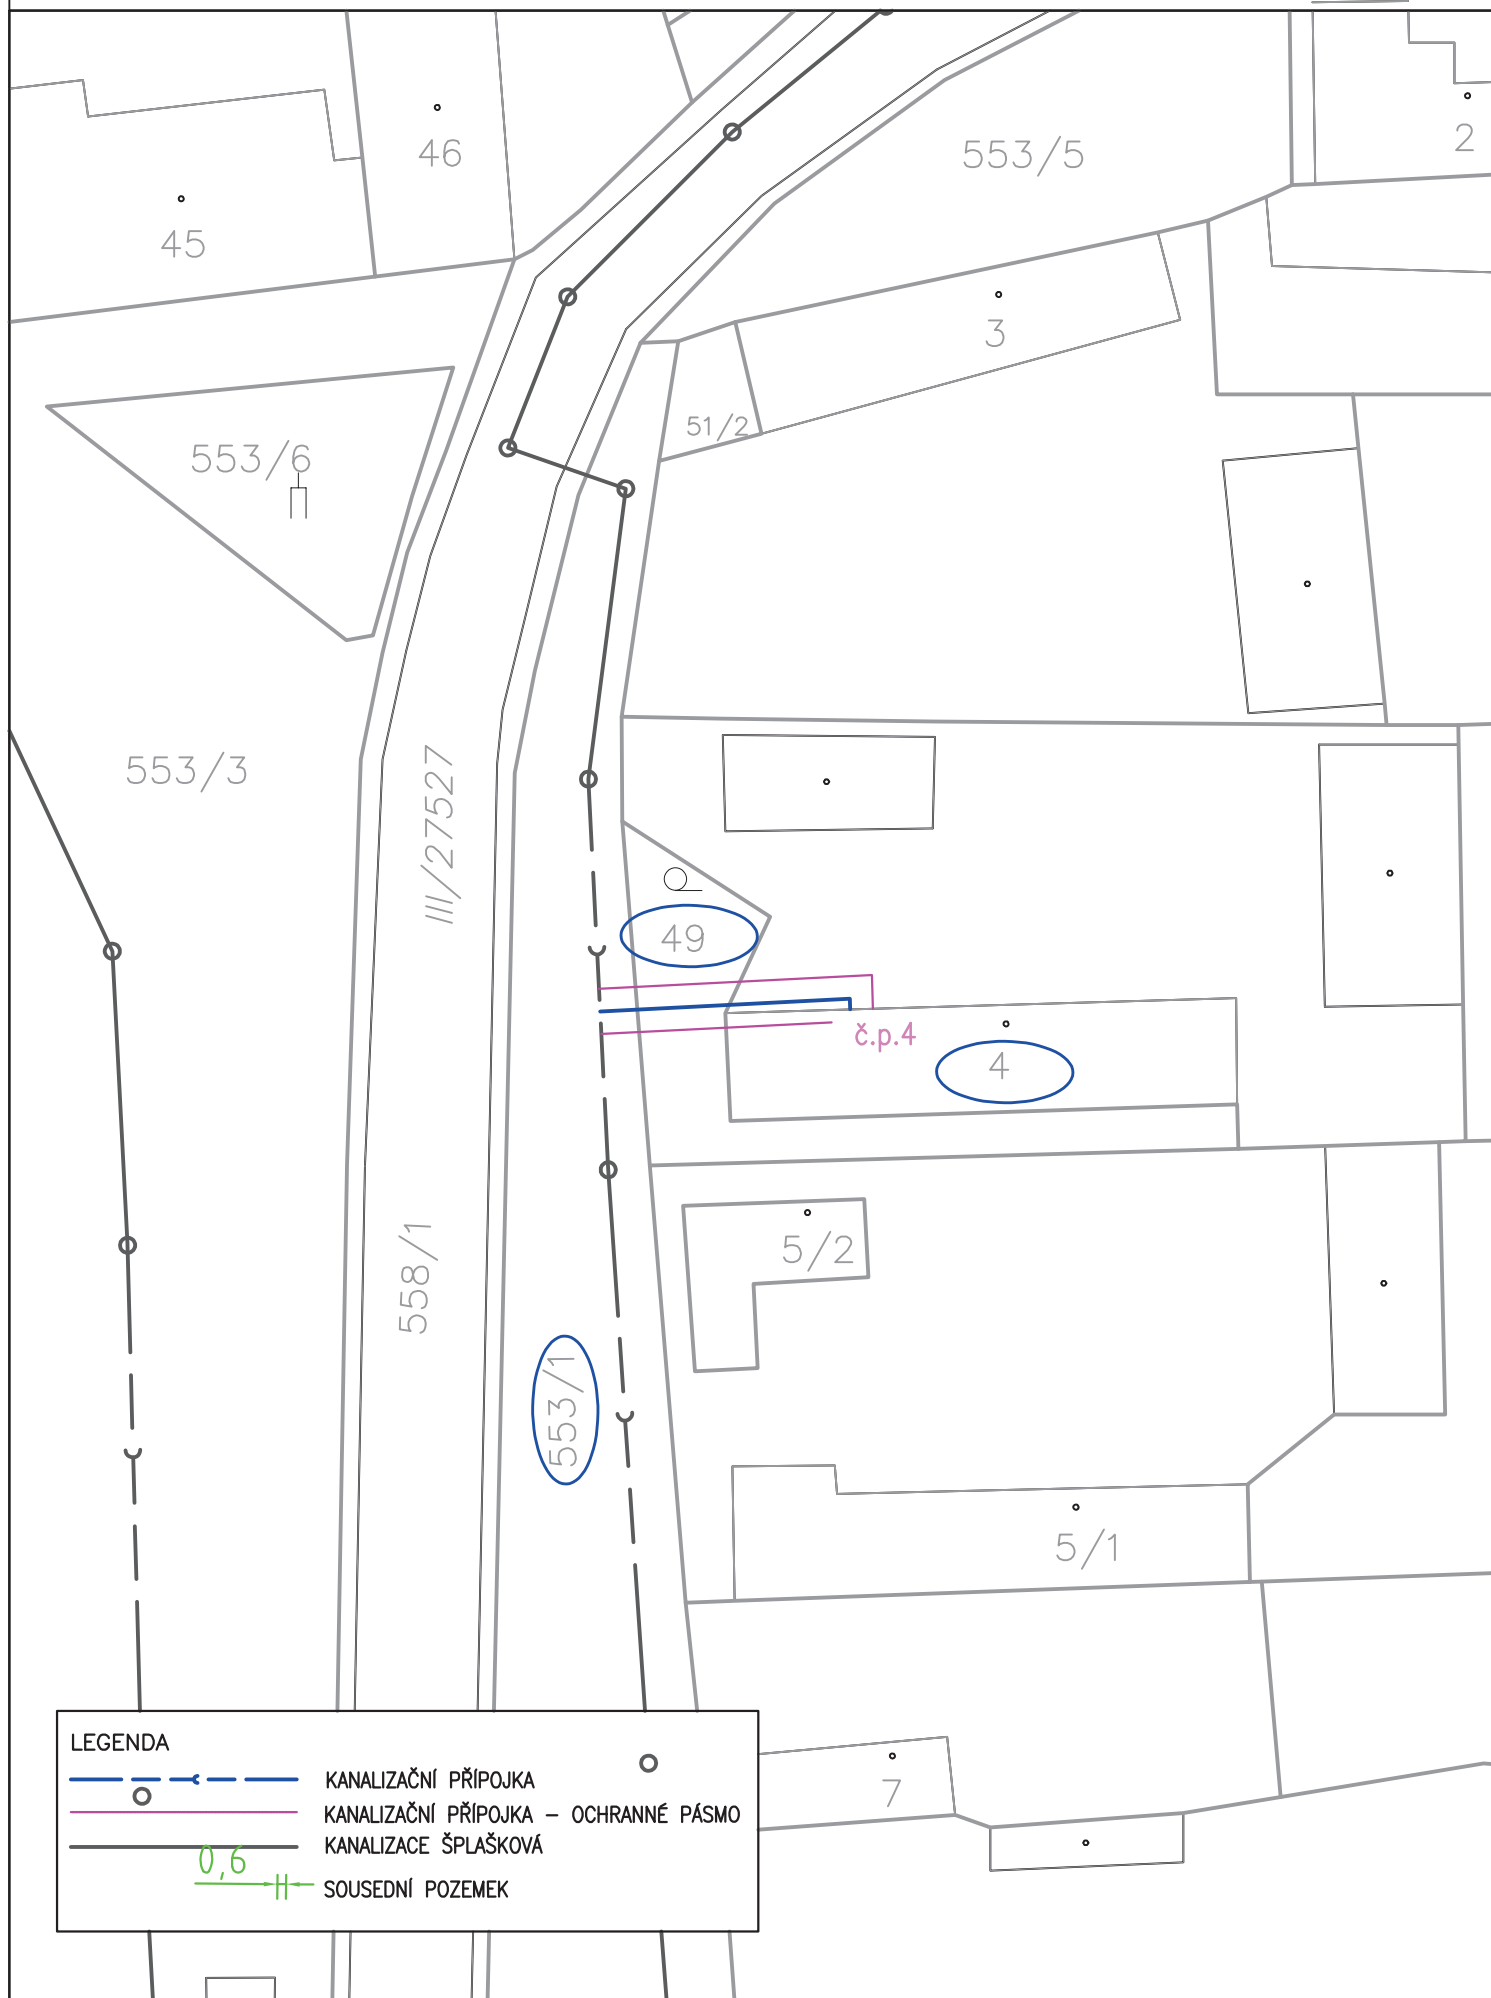 46
553/5
2
45
3
51/2
553/6
553/3
III/27527
49
č.p.4
4
558/1
5/2
553/1
5/1
7
LEGENDA
KANALIZAČNÍ PŘÍPOJKA
KANALIZAČNÍ PŘÍPOJKA – OCHRANNÉ PÁSMO
KANALIZACE ŠPLAŠKOVÁ
0,6
SOUSEDNÍ POZEMEK